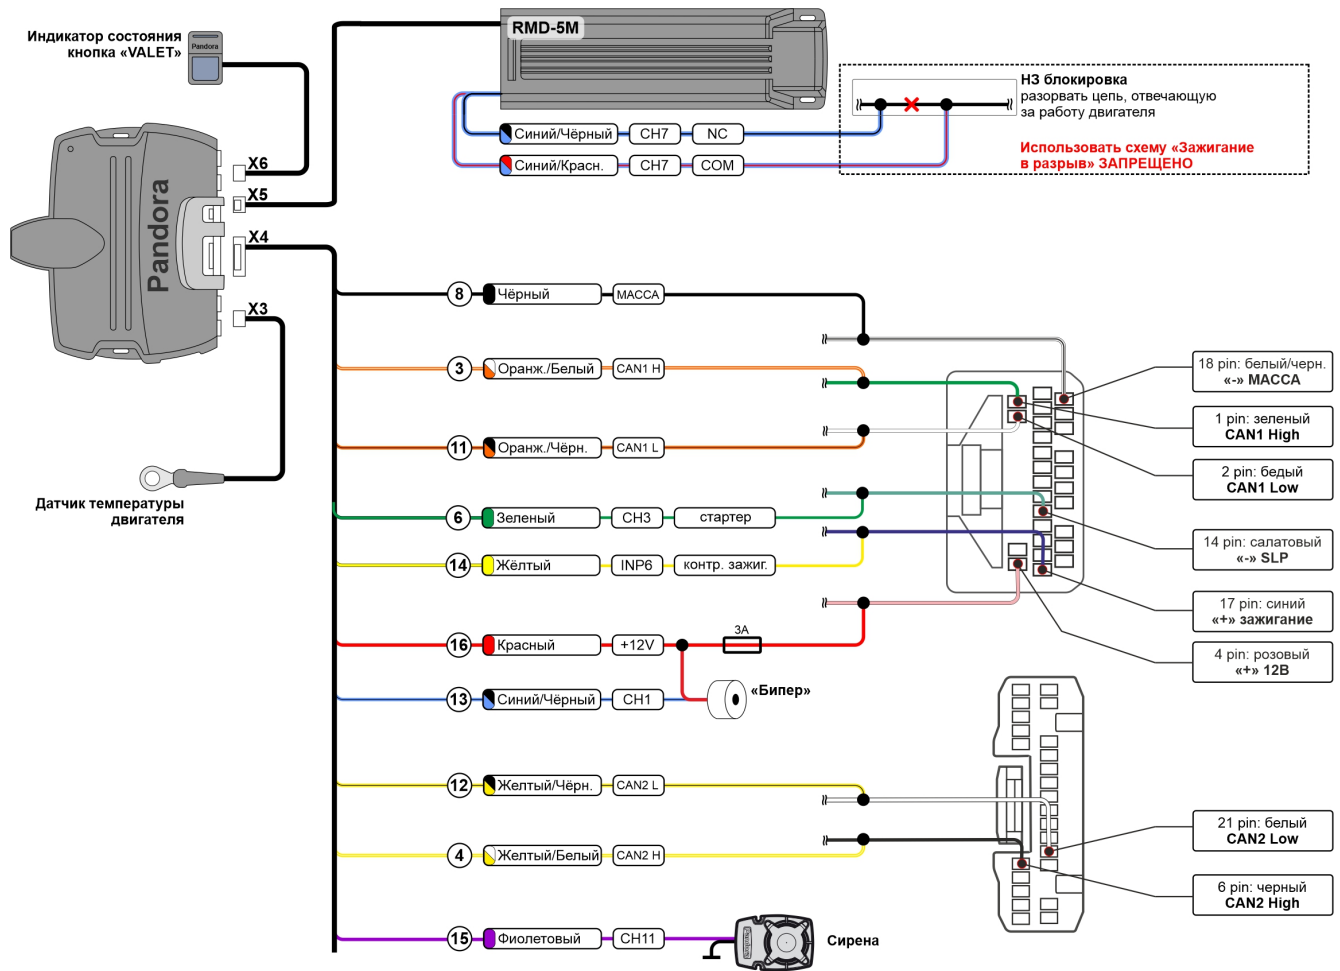 Индикатор состояния
кнопка «VALET»
Pandora
RMD-5M
НЗ блокировка
разорвать цепь, отвечающую
за работу двигателя
Использовать схему «Зажигание
в разрыв» ЗАПРЕЩЕНО
Синий/Чёрный CH7 NC
Синий/Красн. CH7 COM
Pandora
X6
X5
X4
X3
Датчик температуры
двигателя
8 Чёрный МАССА
3 Оранж./Белый CAN1 H
11 Оранж./Чёрн. CAN1 L
6 Зеленый CH3 стартер
14 Жёлтый INP6 контр. зажиг.
16 Красный +12V 3A
13 Синий/Чёрный CH1 «Бипер»
12 Желтый/Чёрн. CAN2 L
4 Желтый/Белый CAN2 H
15 Фиолетовый CH11 Pandora Сирена
18 pin: белый/черн.
«-» МАССА
1 pin: зеленый
CAN1 High
2 pin: бедый
CAN1 Low
14 pin: салатовый
«-» SLP
17 pin: синий
«+» зажигание
4 pin: розовый
«+» 12В
21 pin: белый
CAN2 Low
6 pin: черный
CAN2 High